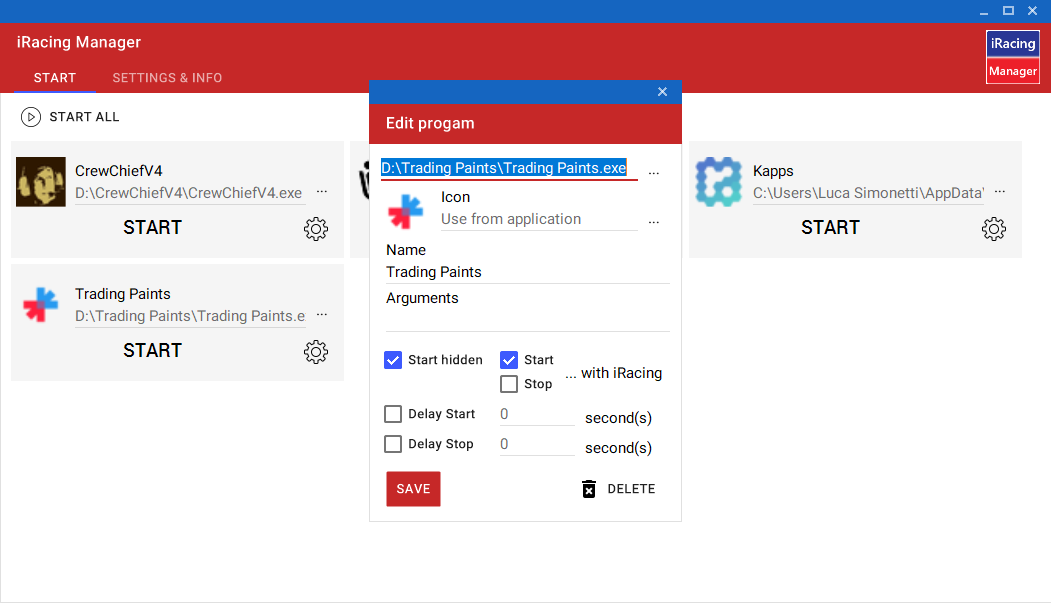 iRacing Manager
iRacing
Manager
START SETTINGS & INFO
START ALL
CrewChiefV4
D:\CrewChiefV4\CrewChiefV4.exe ...
START
Kapps
C:\Users\Luca Simonetti\AppData\ ...
START
Trading Paints
D:\Trading Paints\Trading Paints.e ...
START
Edit progam
D:\Trading Paints\Trading Paints.exe ...
Icon
Use from application ...
Name
Trading Paints
Arguments
Start hidden Start
Stop
... with iRacing
Delay Start 0 second(s)
Delay Stop 0 second(s)
SAVE DELETE